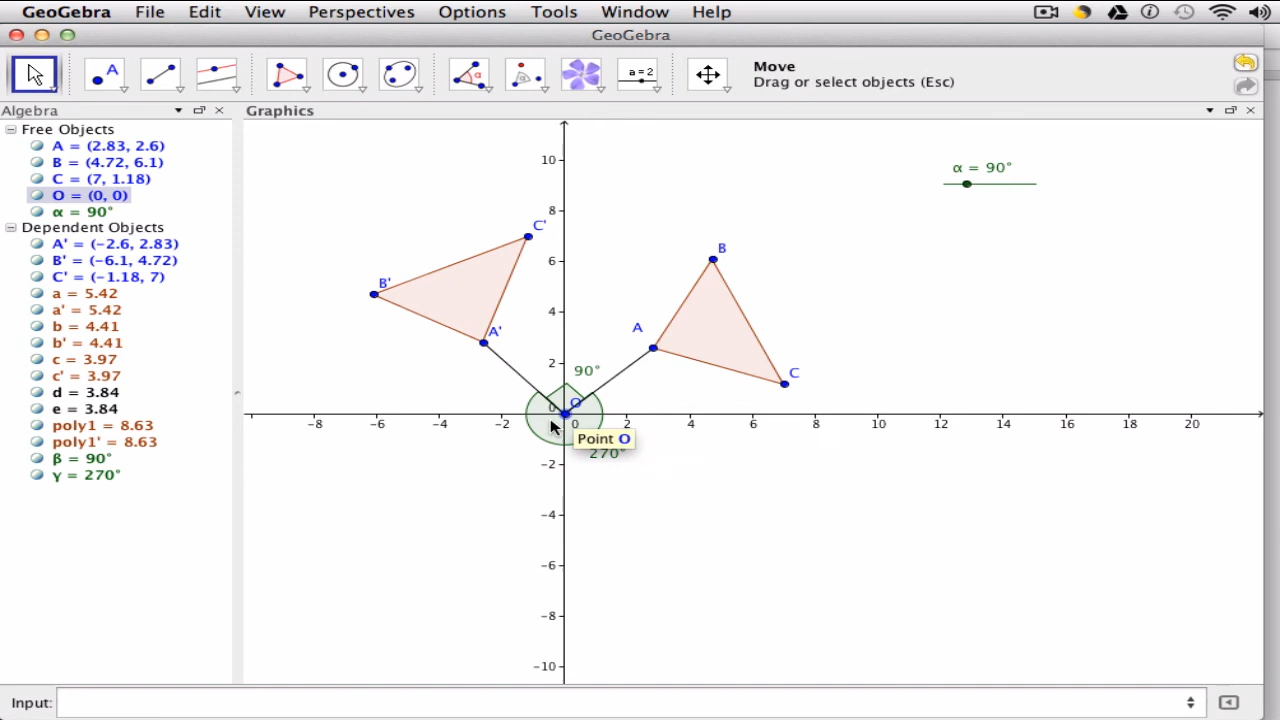 GeoGebra File Edit View Perspectives Options Tools Window Help
GeoGebra
A α a=2
Move
Drag or select objects (Esc)
Algebra
Graphics
Free Objects
A = (2.83, 2.6)
B = (4.72, 6.1)
C = (7, 1.18)
O = (0, 0)
α = 90°
Dependent Objects
A' = (−2.6, 2.83)
B' = (−6.1, 4.72)
C' = (−1.18, 7)
a = 5.42
a' = 5.42
b = 4.41
b' = 4.41
c = 3.97
c' = 3.97
d = 3.84
e = 3.84
poly1 = 8.63
poly1' = 8.63
β = 90°
γ = 270°
α = 90°
10
8
6
4
2
0
−2
−4
−6
−8
−10
−8 −6 −4 −2 0 2 4 6 8 10 12 14 16 18 20
C'
B
B'
A'
A
C
90°
O
Point O
270°
Input: